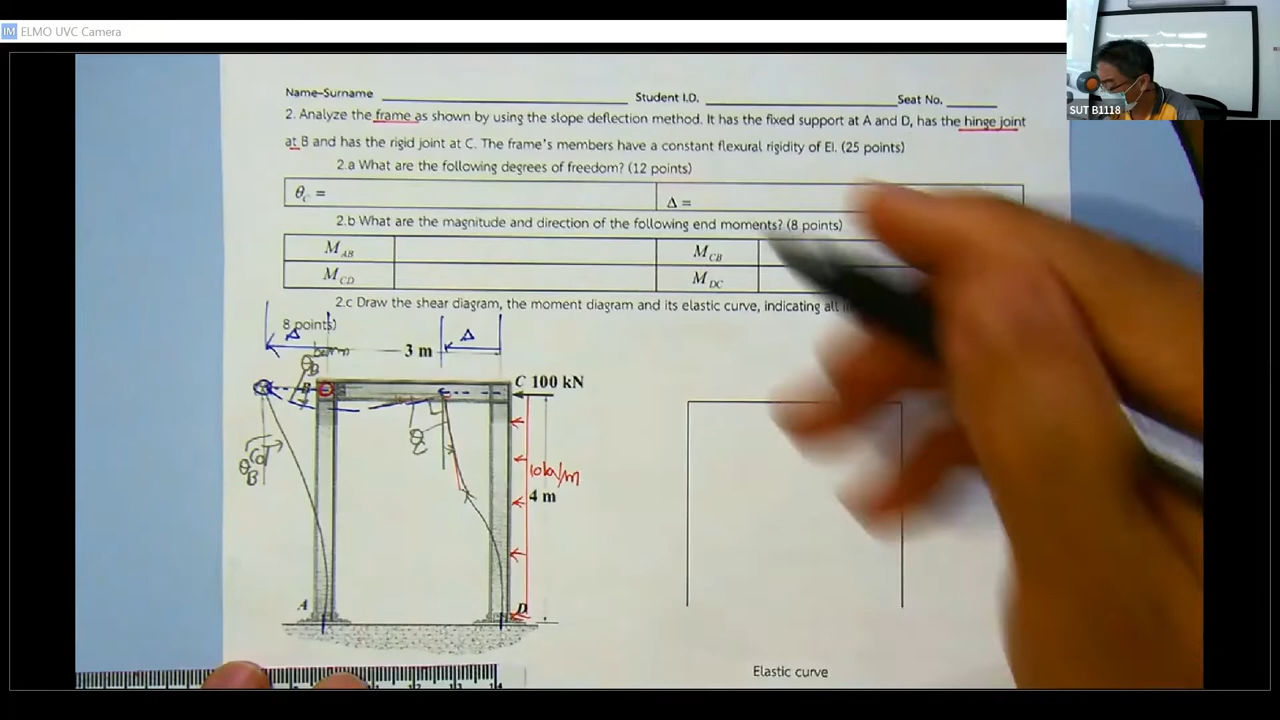 IM ELMO UVC Camera
SUT B1118
Name-Surname Student I.D. Seat No.
2. Analyze the frame as shown by using the slope deflection method. It has the fixed support at A and D, has the hinge joint
at B and has the rigid joint at C. The frame's members have a constant flexural rigidity of EI. (25 points)
2.a What are the following degrees of freedom? (12 points)
θC = Δ =
2.b What are the magnitude and direction of the following end moments? (8 points)
MAB MCB
MCD MDC
2.c Draw the shear diagram, the moment diagram and its elastic curve, indicating all
8 points)
Δ Δ
3 m
θB
C 100 kN
θC
θB
10 kN/m
4 m
A D
Elastic curve